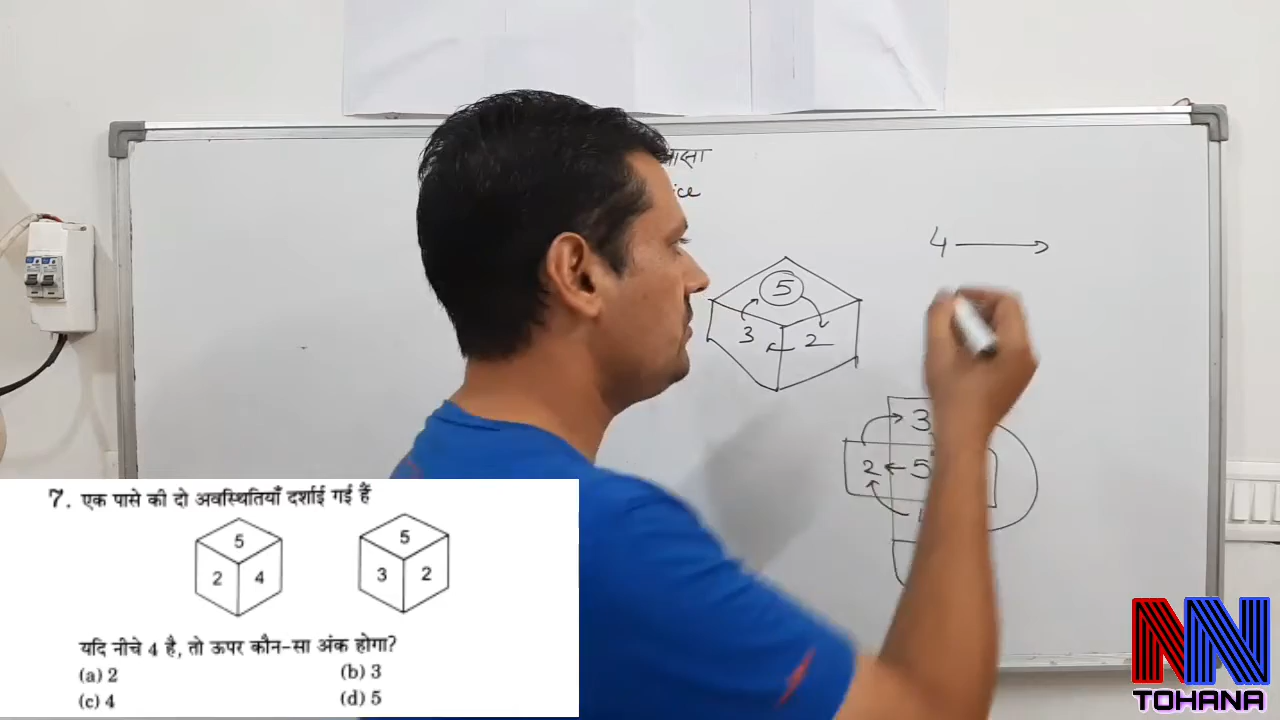 4
5
3 2
3
2 5
7. एक पासे की दो अवस्थितियाँ दर्शाई गई हैं
5 5
2 4 3 2
यदि नीचे 4 है, तो ऊपर कौन-सा अंक होगा?
(a) 2 (b) 3
(c) 4 (d) 5
NN
TOHANA